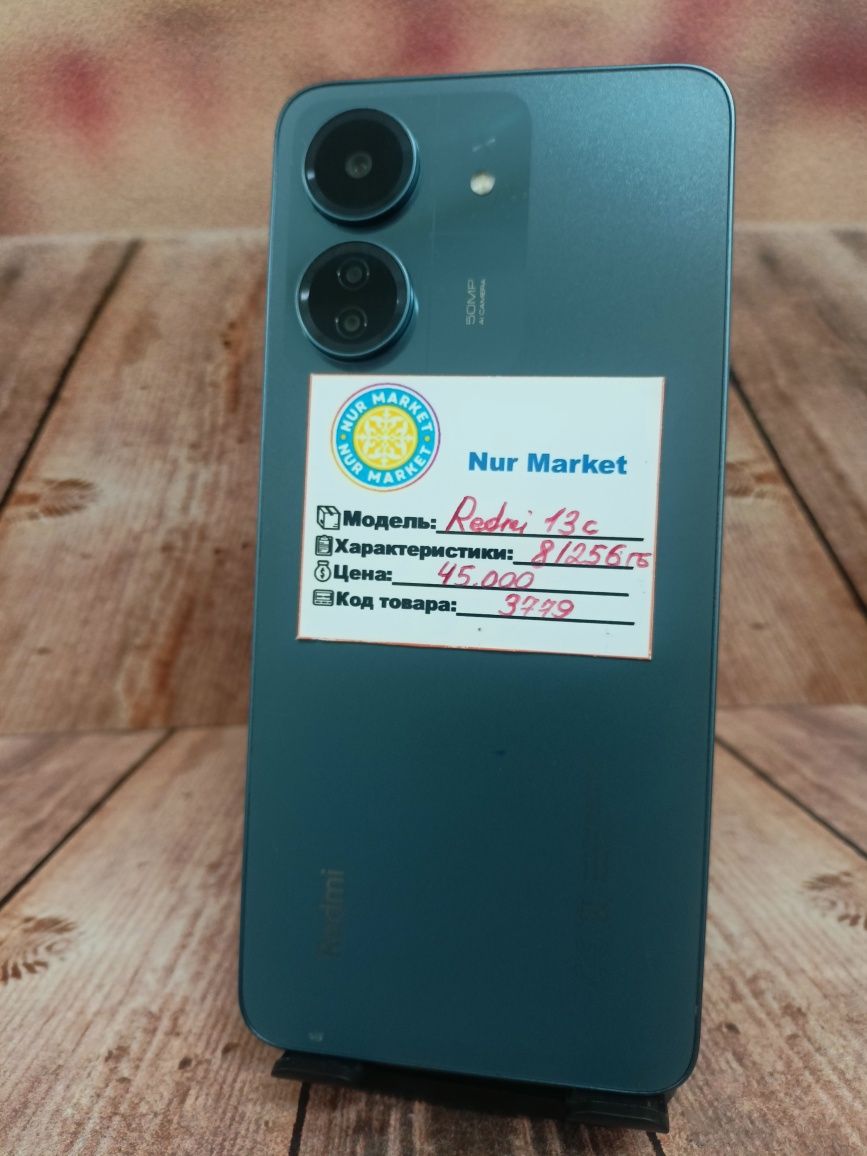 50MP
AI CAMERA
NUR MARKET
NUR MARKET
Nur Market
Модель: Redmi 13c
Характеристики: 8/256гб
Цена: 45.000
Код товара: 3779
Redmi